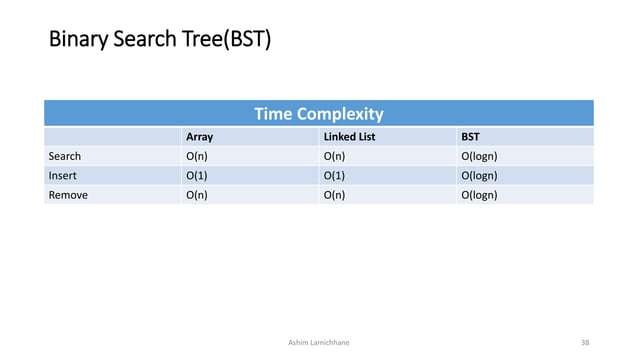 Binary Search Tree(BST)
Time Complexity
Array Linked List BST
Search O(n) O(n) O(logn)
Insert O(1) O(1) O(logn)
Remove O(n) O(n) O(logn)
Ashim Lamichhane 38